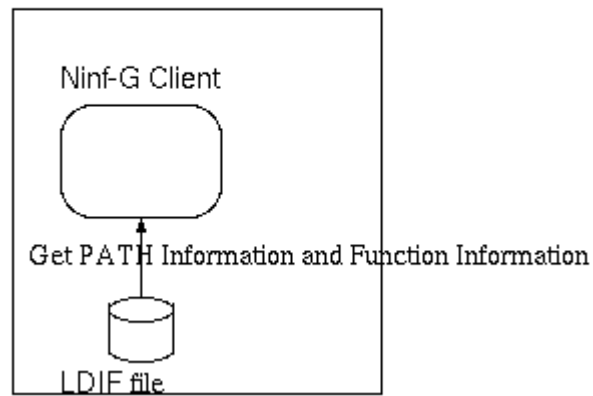 Ninf-G Client
Get PATH Information and Function Information
LDIF file